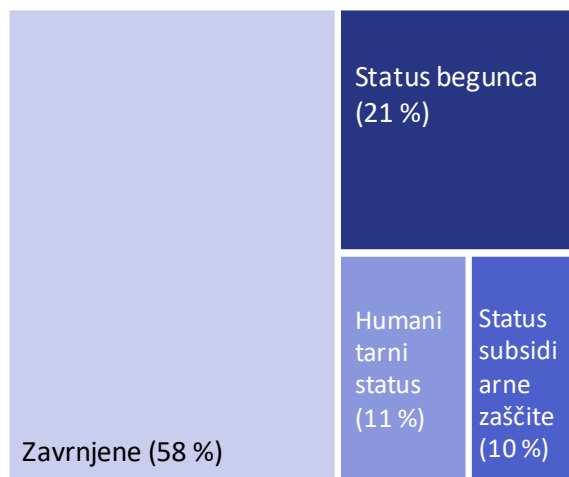 Status begunca
(21 %)
Humani
tarni
status
(11 %)
Status
subsidi
arne
zaščite
(10 %)
Zavrnjene (58 %)